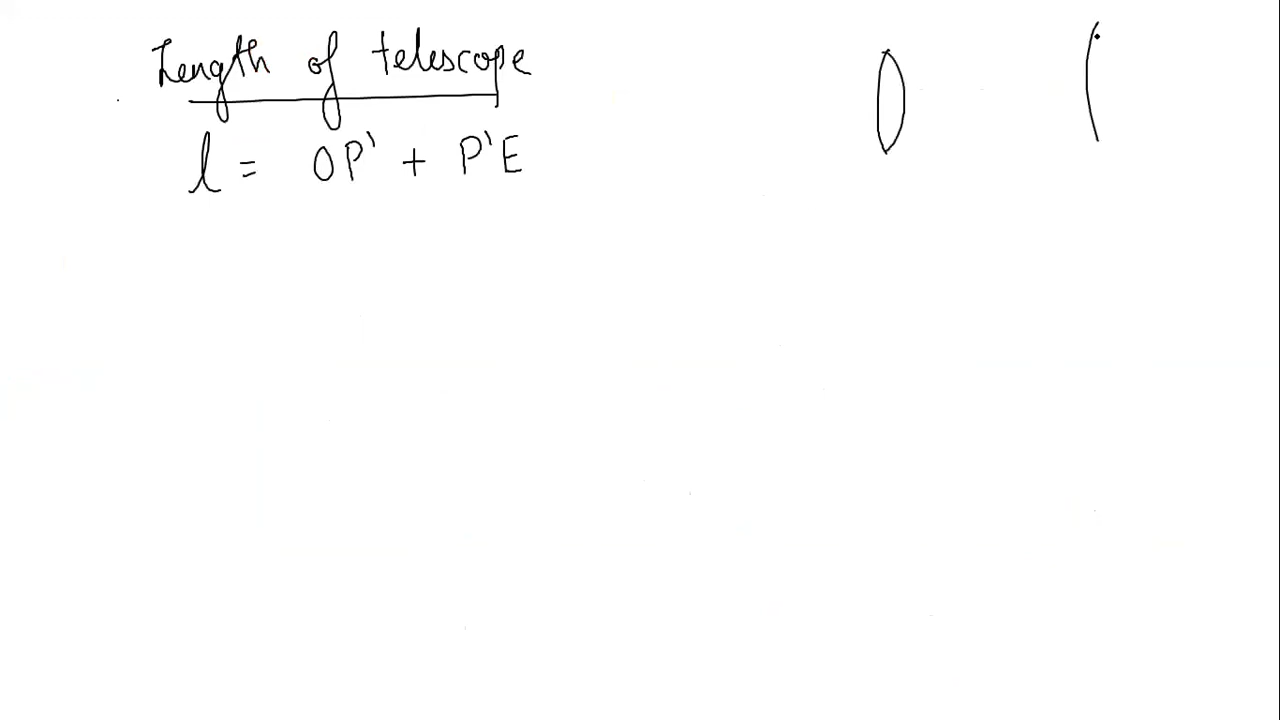 Length of telescope
l = OP' + P'E